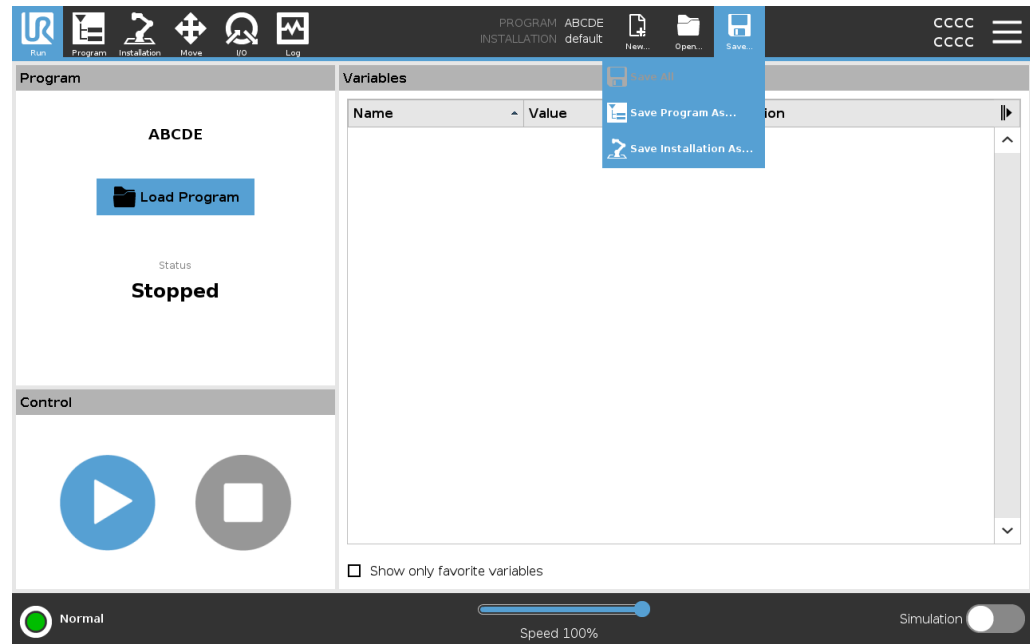 PROGRAM ABCDE
INSTALLATION default
CCCC
CCCC
Run
Program
Installation
Move
I/O
Log
New...
Open...
Save...
Program
Variables
Save All
Save Program As...
Save Installation As...
Name
Value
ion
ABCDE
Load Program
Status
Stopped
Control
Show only favorite variables
Normal
Speed 100%
Simulation